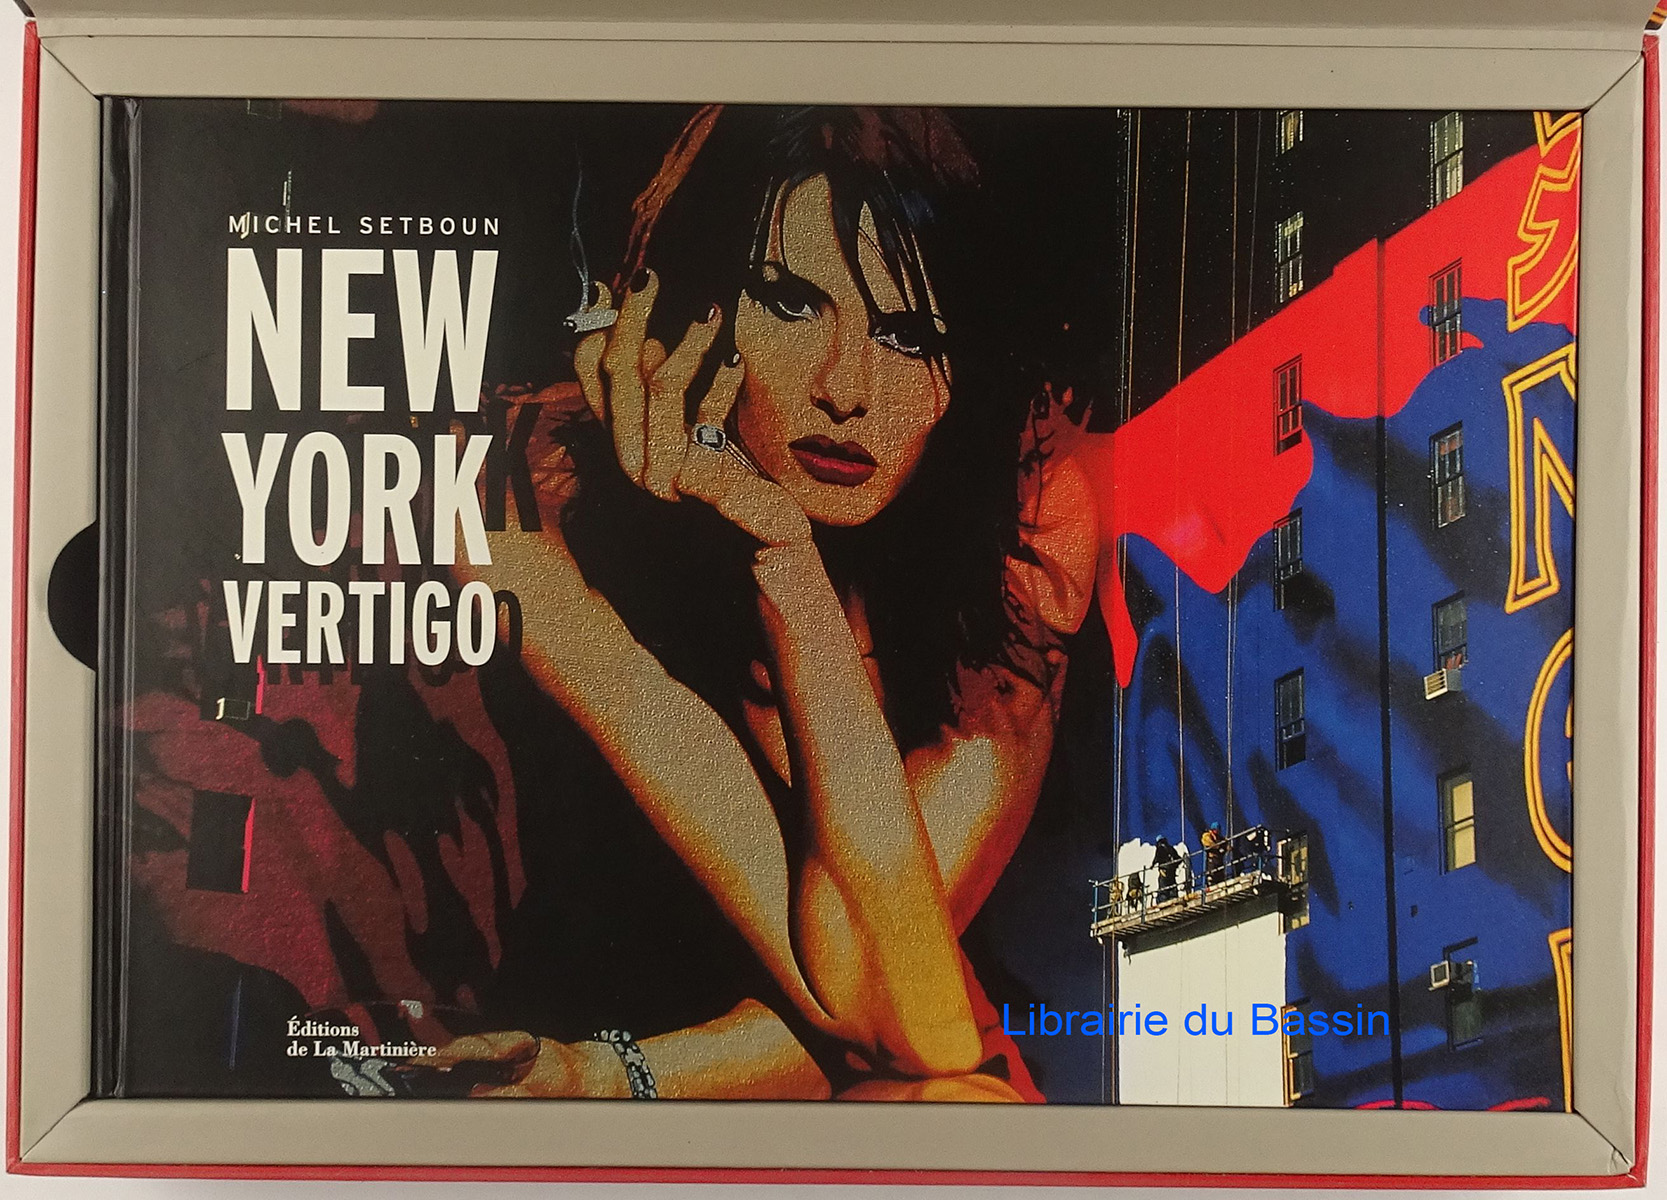 MICHEL SETBOUN
NEW
YORK
VERTIGO
Éditions
de La Martinière
Librairie du Bassin